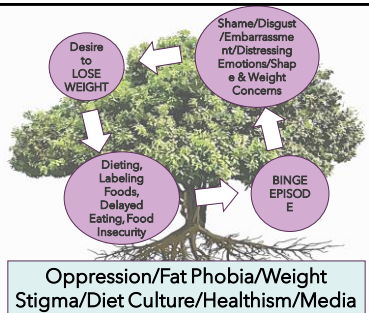 Desire
to
LOSE
WEIGHT
Shame/Disgust
/Embarrassme
nt/Distressing
Emotions/Shap
e & Weight
Concerns
Dieting,
Labeling
Foods,
Delayed
Eating, Food
Insecurity
BINGE
EPISOD
E
Oppression/Fat Phobia/Weight
Stigma/Diet Culture/Healthism/Media